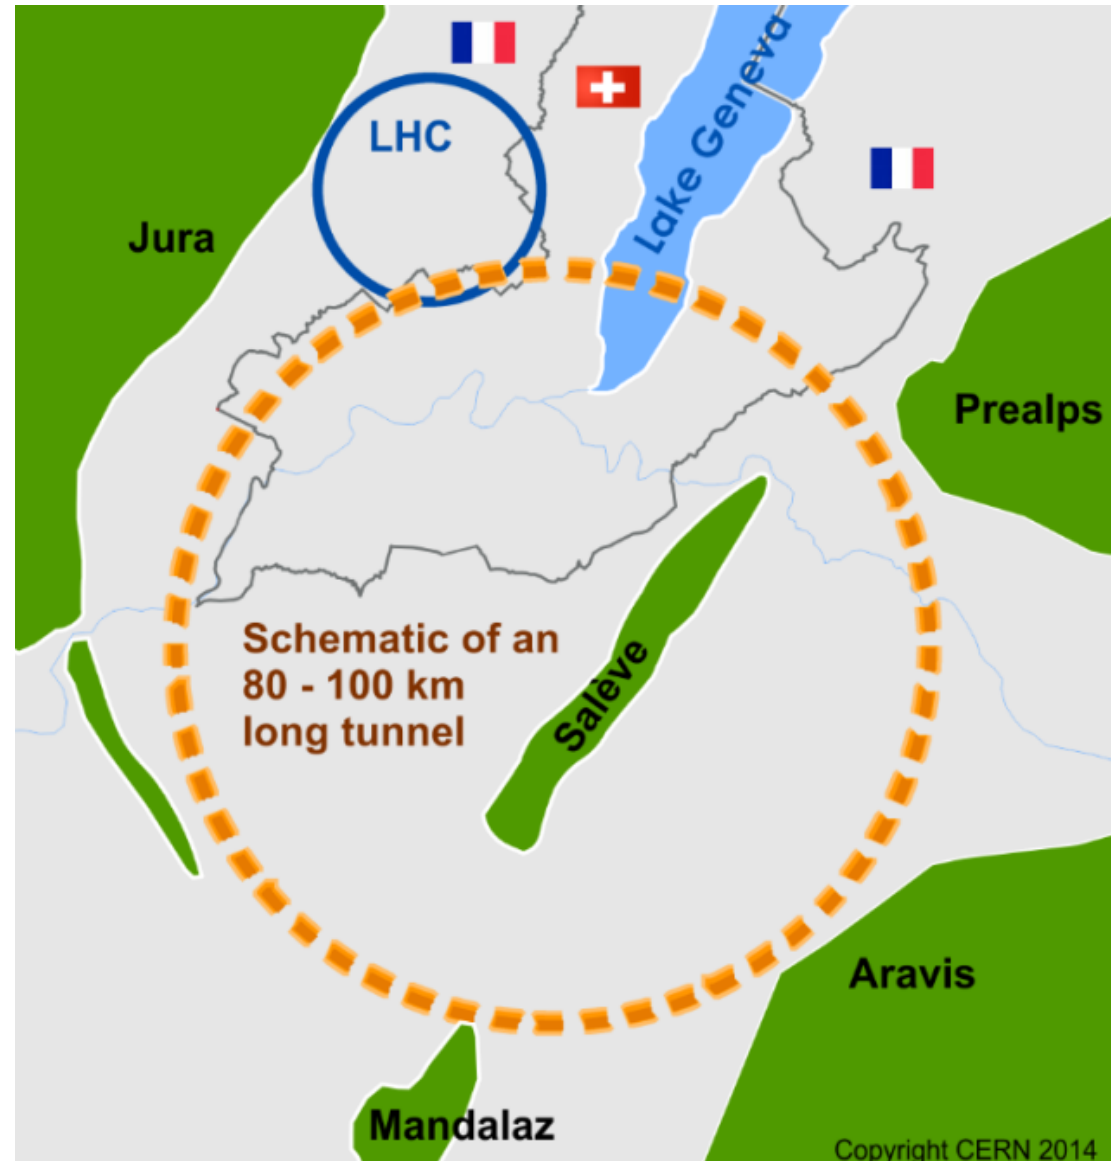 LHC
Lake Geneva
Jura
Prealps
Schematic of an
80 - 100 km
long tunnel
Salève
Aravis
Mandalaz
Copyright CERN 2014